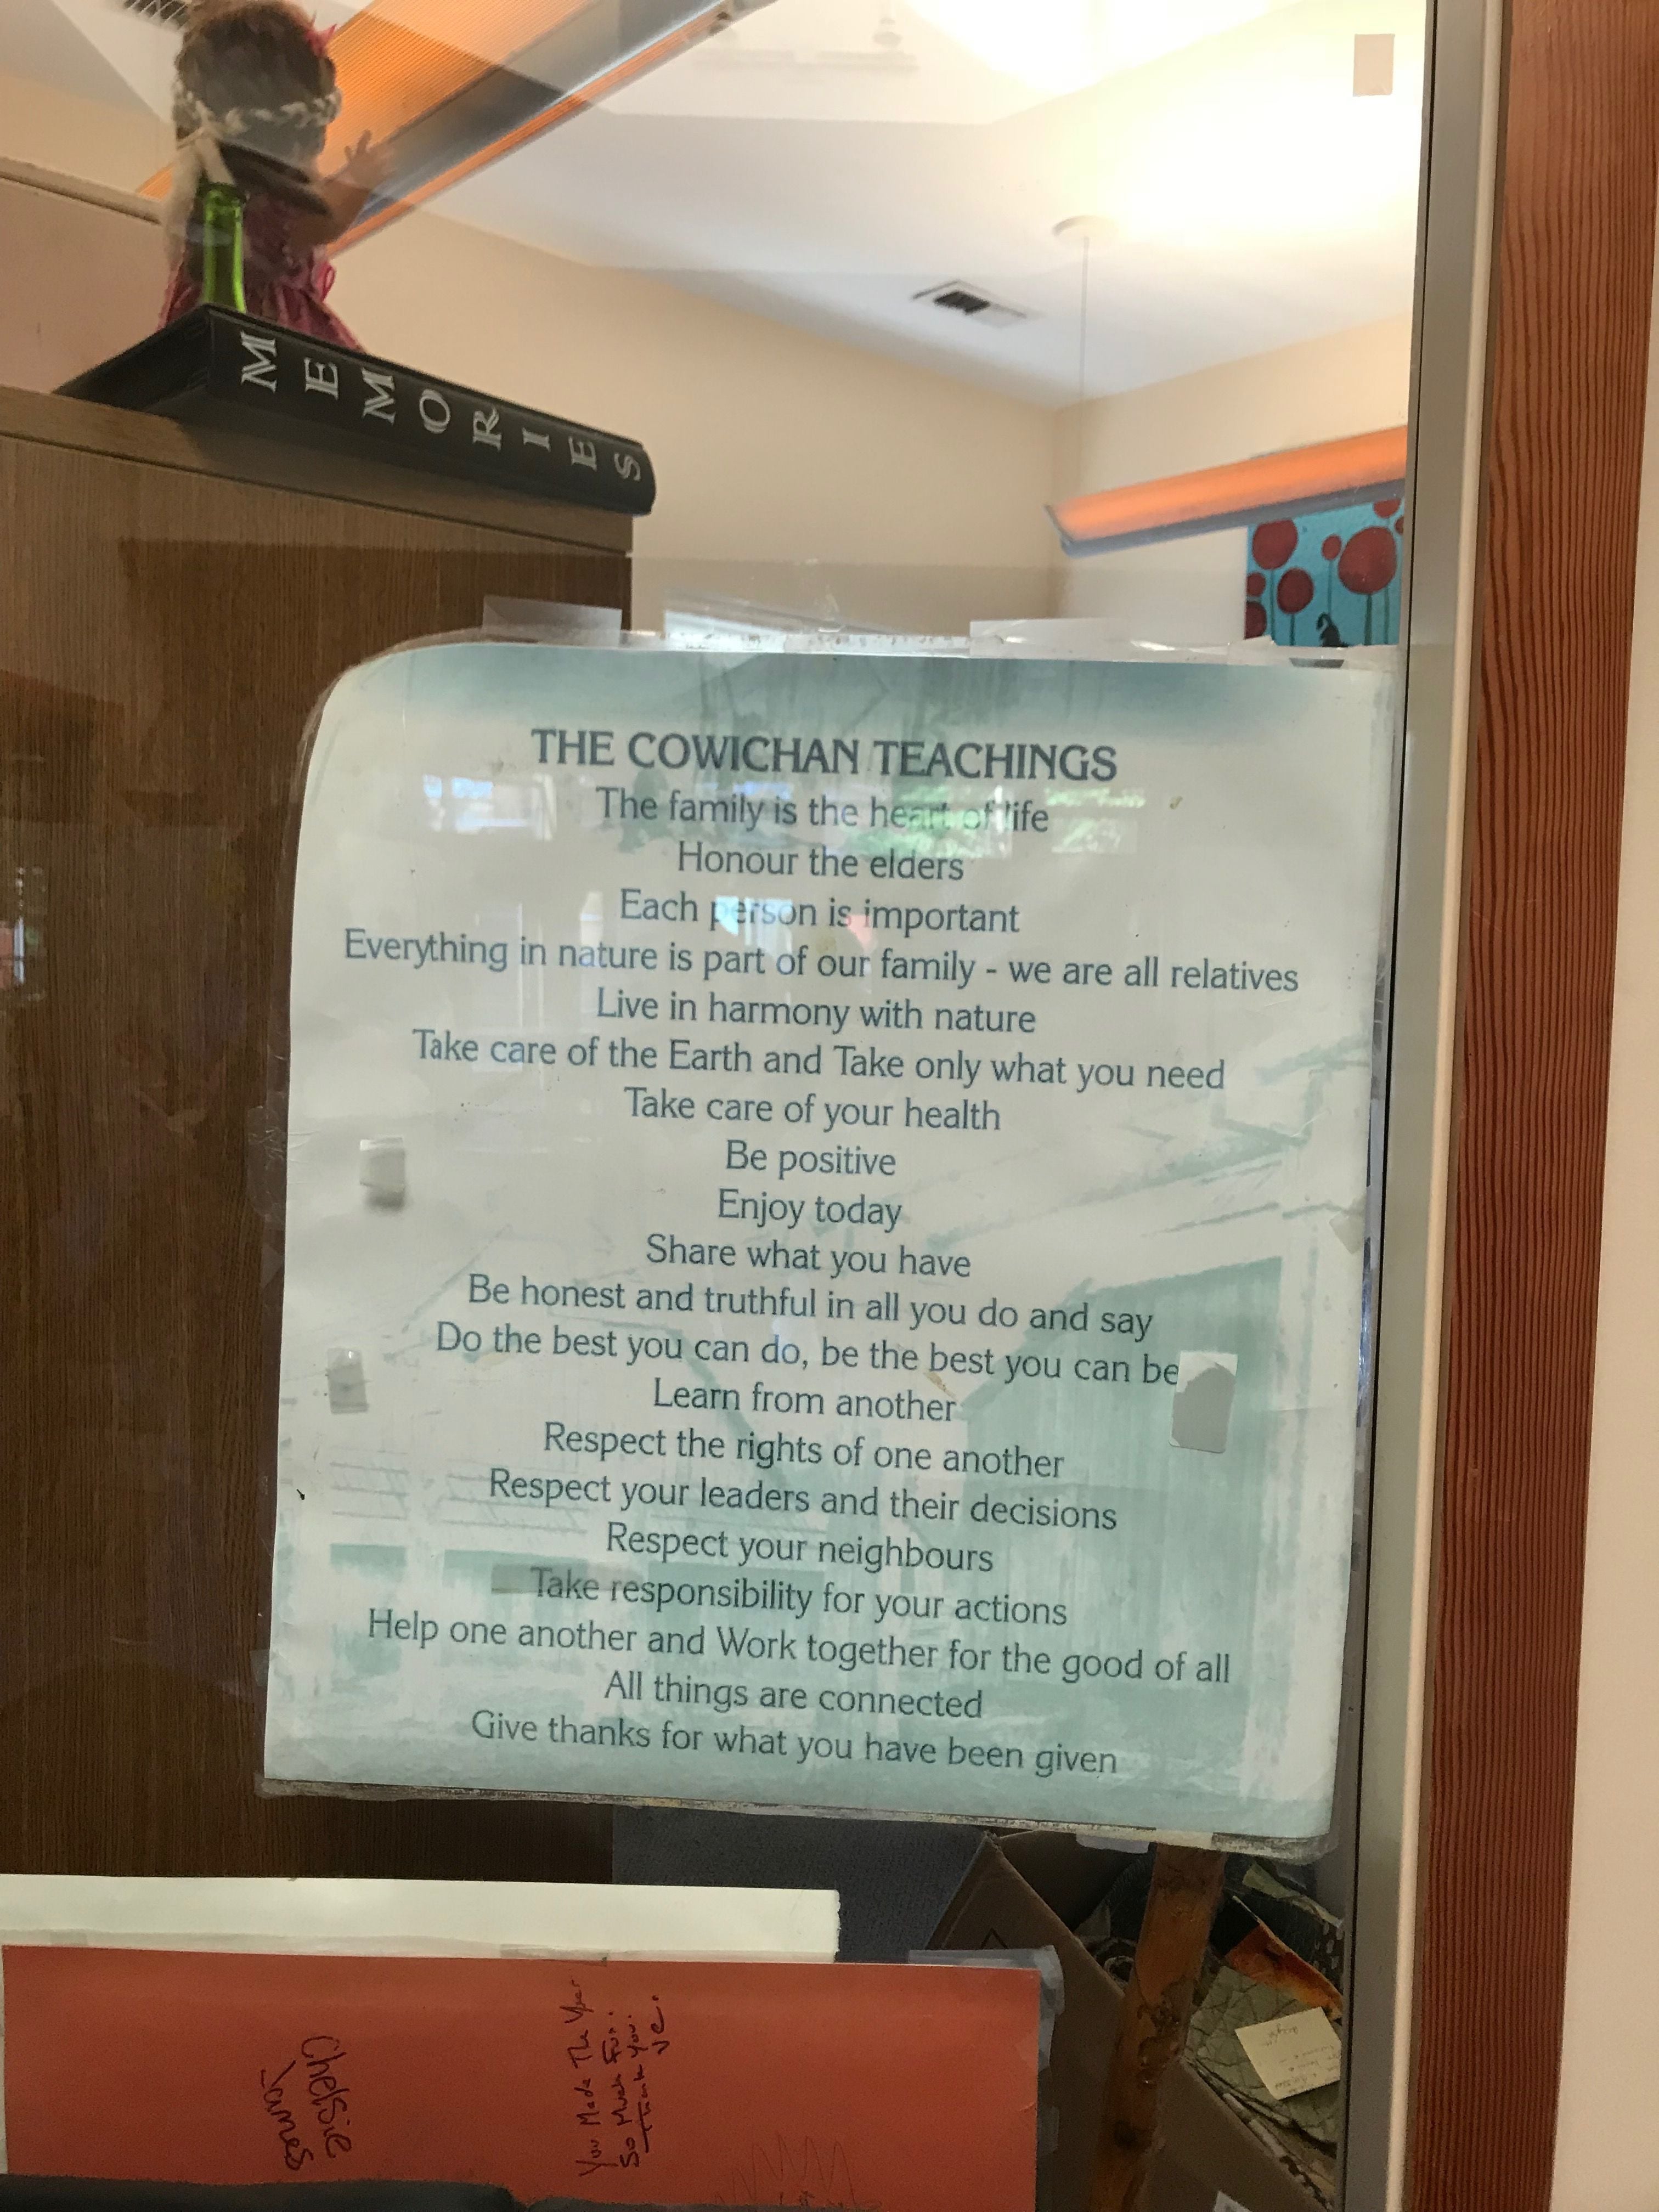 MEMORIES
THE COWICHAN TEACHINGS
The family is the heart of life
Honour the elders
Each person is important
Everything in nature is part of our family - we are all relatives
Live in harmony with nature
Take care of the Earth and Take only what you need
Take care of your health
Be positive
Enjoy today
Share what you have
Be honest and truthful in all you do and say
Do the best you can do, be the best you can be
Learn from another
Respect the rights of one another
Respect your leaders and their decisions
Respect your neighbours
Take responsibility for your actions
Help one another and Work together for the good of all
All things are connected
Give thanks for what you have been given
Chelsie
James
You Made The Year
So Much Fun.
Thank you.